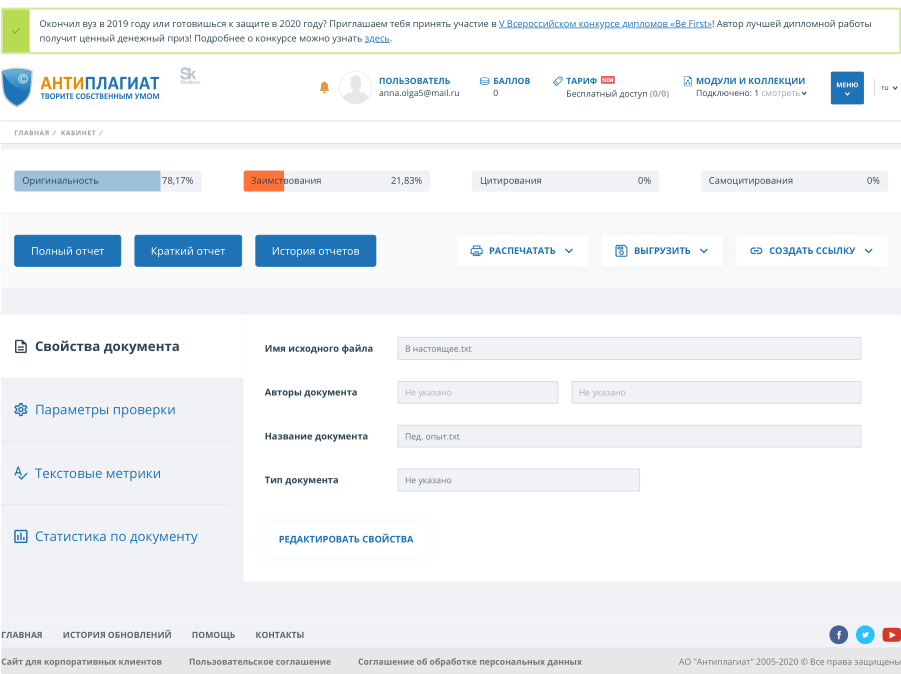 Окончил вуз в 2019 году или готовишься к защите в 2020 году? Приглашаем тебя принять участие в V Всероссийском конкурсе дипломов «Be First»! Автор лучшей дипломной работы
получит ценный денежный приз! Подробнее о конкурсе можно узнать здесь.
АНТИПЛАГИАТ
ТВОРИТЕ СОБСТВЕННЫМ УМОМ
Sk
ПОЛЬЗОВАТЕЛЬ
anna.olga5@mail.ru
БАЛЛОВ
0
ТАРИФ NEW
Бесплатный доступ (0/0)
МОДУЛИ И КОЛЛЕКЦИИ
Подключено: 1 смотреть
МЕНЮ
ru
ГЛАВНАЯ / КАБИНЕТ /
Оригинальность 78,17%
Заимствования 21,83%
Цитирования 0%
Самоцитирования 0%
Полный отчет
Краткий отчет
История отчетов
РАСПЕЧАТАТЬ
ВЫГРУЗИТЬ
СОЗДАТЬ ССЫЛКУ
Свойства документа
Параметры проверки
Текстовые метрики
Статистика по документу
Имя исходного файла В настоящее.txt
Авторы документа Не указано Не указано
Название документа Пед. опыт.txt
Тип документа Не указано
РЕДАКТИРОВАТЬ СВОЙСТВА
ГЛАВНАЯ ИСТОРИЯ ОБНОВЛЕНИЙ ПОМОЩЬ КОНТАКТЫ
Сайт для корпоративных клиентов Пользовательское соглашение Соглашение об обработке персональных данных АО "Антиплагиат" 2005-2020 © Все права защищены